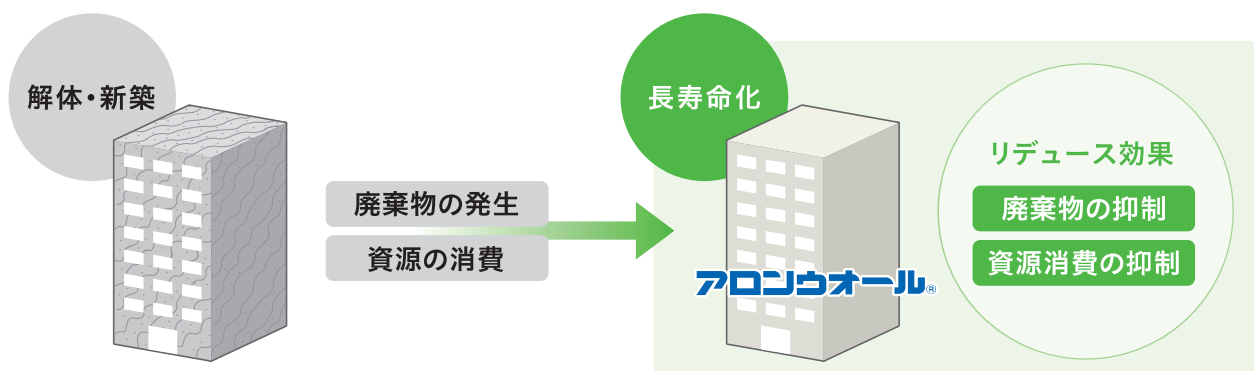 解体・新築
廃棄物の発生
資源の消費
長寿命化
アロンウオール®
リデュース効果
廃棄物の抑制
資源消費の抑制